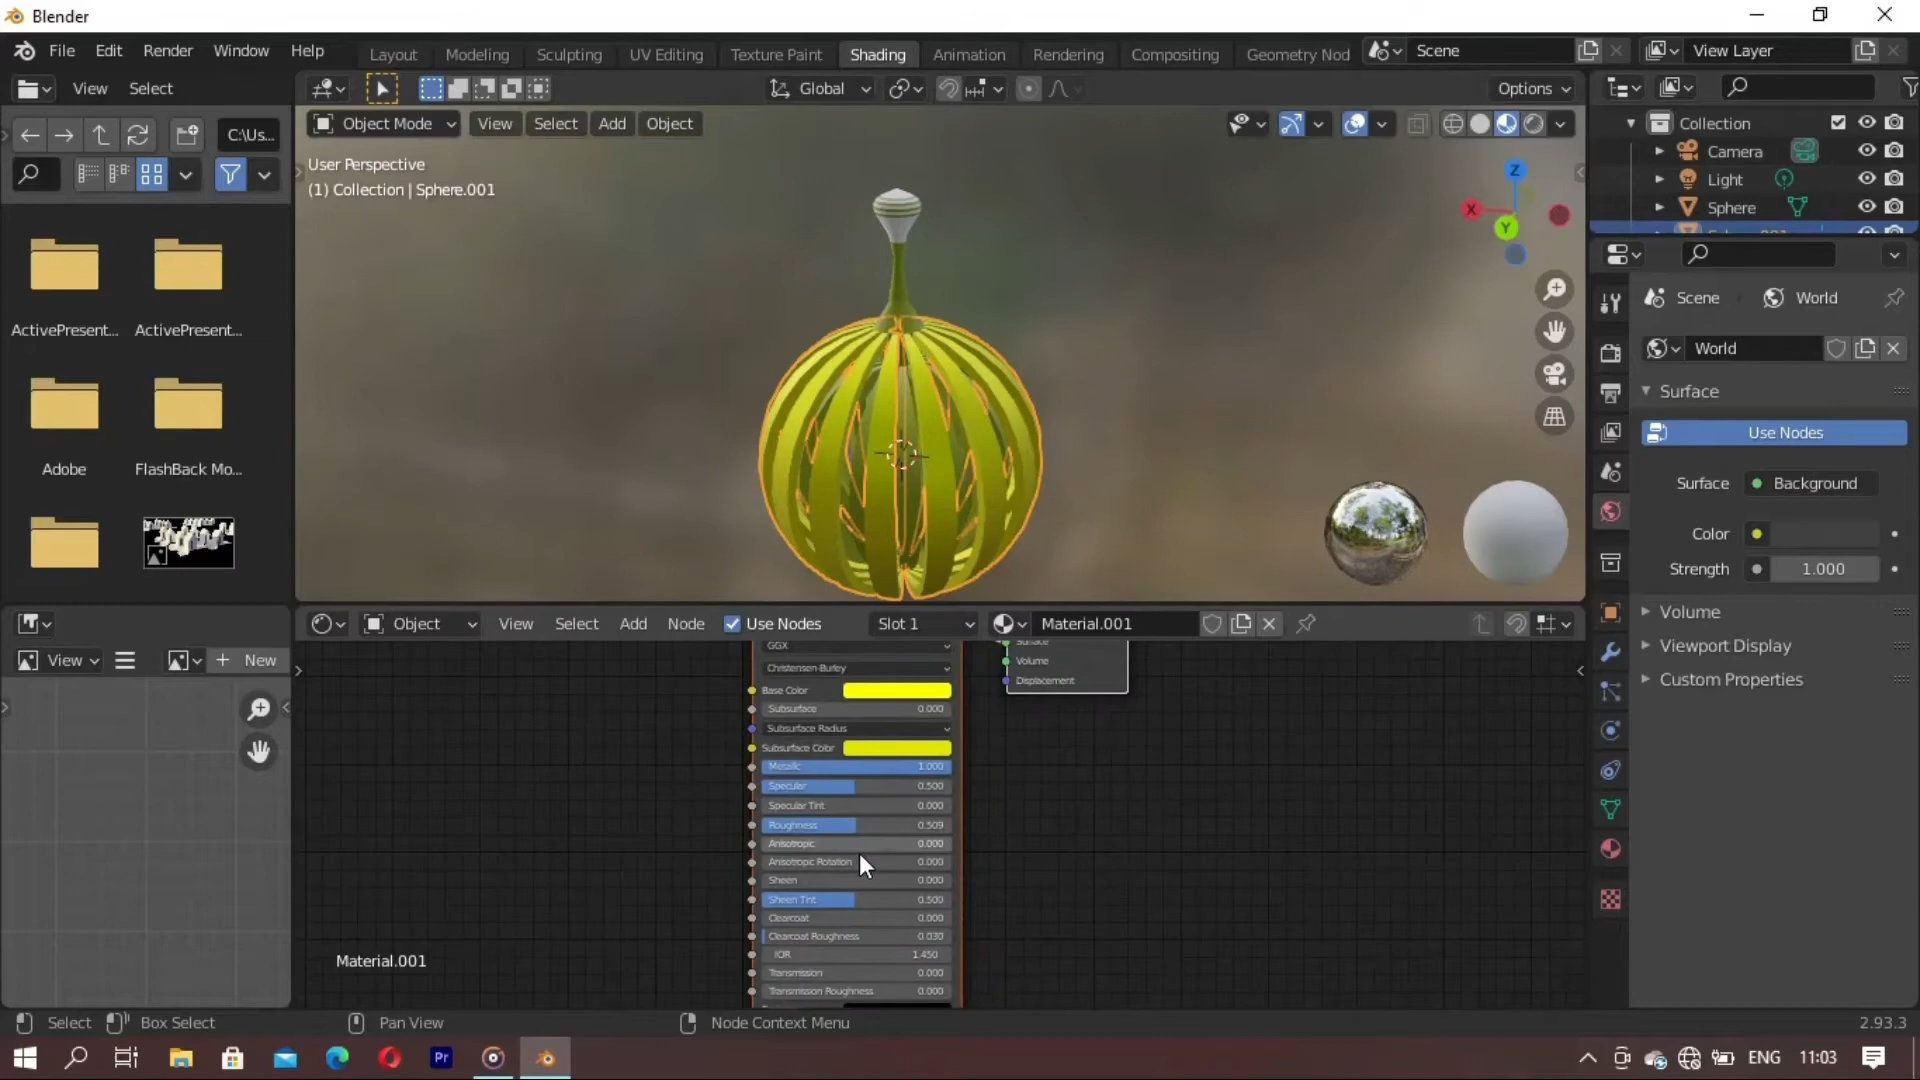 Blender
File Edit Render Window Help
Layout Modeling Sculpting UV Editing Texture Paint Shading Animation Rendering Compositing Geometry Nod
Scene
View Layer
View Select
Global
Options
C:\Us...
Object Mode View Select Add Object
User Perspective
(1) Collection | Sphere.001
Z
X
Y
Collection
Camera
Light
Sphere
ActivePresent... ActivePresent...
Adobe FlashBack Mo...
Scene World
World
Surface
Use Nodes
Surface Background
Color
Strength 1.000
Volume
Viewport Display
Custom Properties
Object View Select Add Node Use Nodes Slot 1 Material.001
View New
GGX
Christensen-Burley
Base Color
Subsurface 0.000
Subsurface Radius
Subsurface Color
Metallic 1.000
Specular 0.500
Specular Tint 0.000
Roughness 0.509
Anisotropic 0.000
Anisotropic Rotation 0.000
Sheen 0.000
Sheen Tint 0.500
Clearcoat 0.000
Clearcoat Roughness 0.030
IOR 1.450
Transmission 0.000
Transmission Roughness 0.000
Surface
Volume
Displacement
Material.001
Select Box Select Pan View Node Context Menu 2.93.3
Pr
ENG 11:03